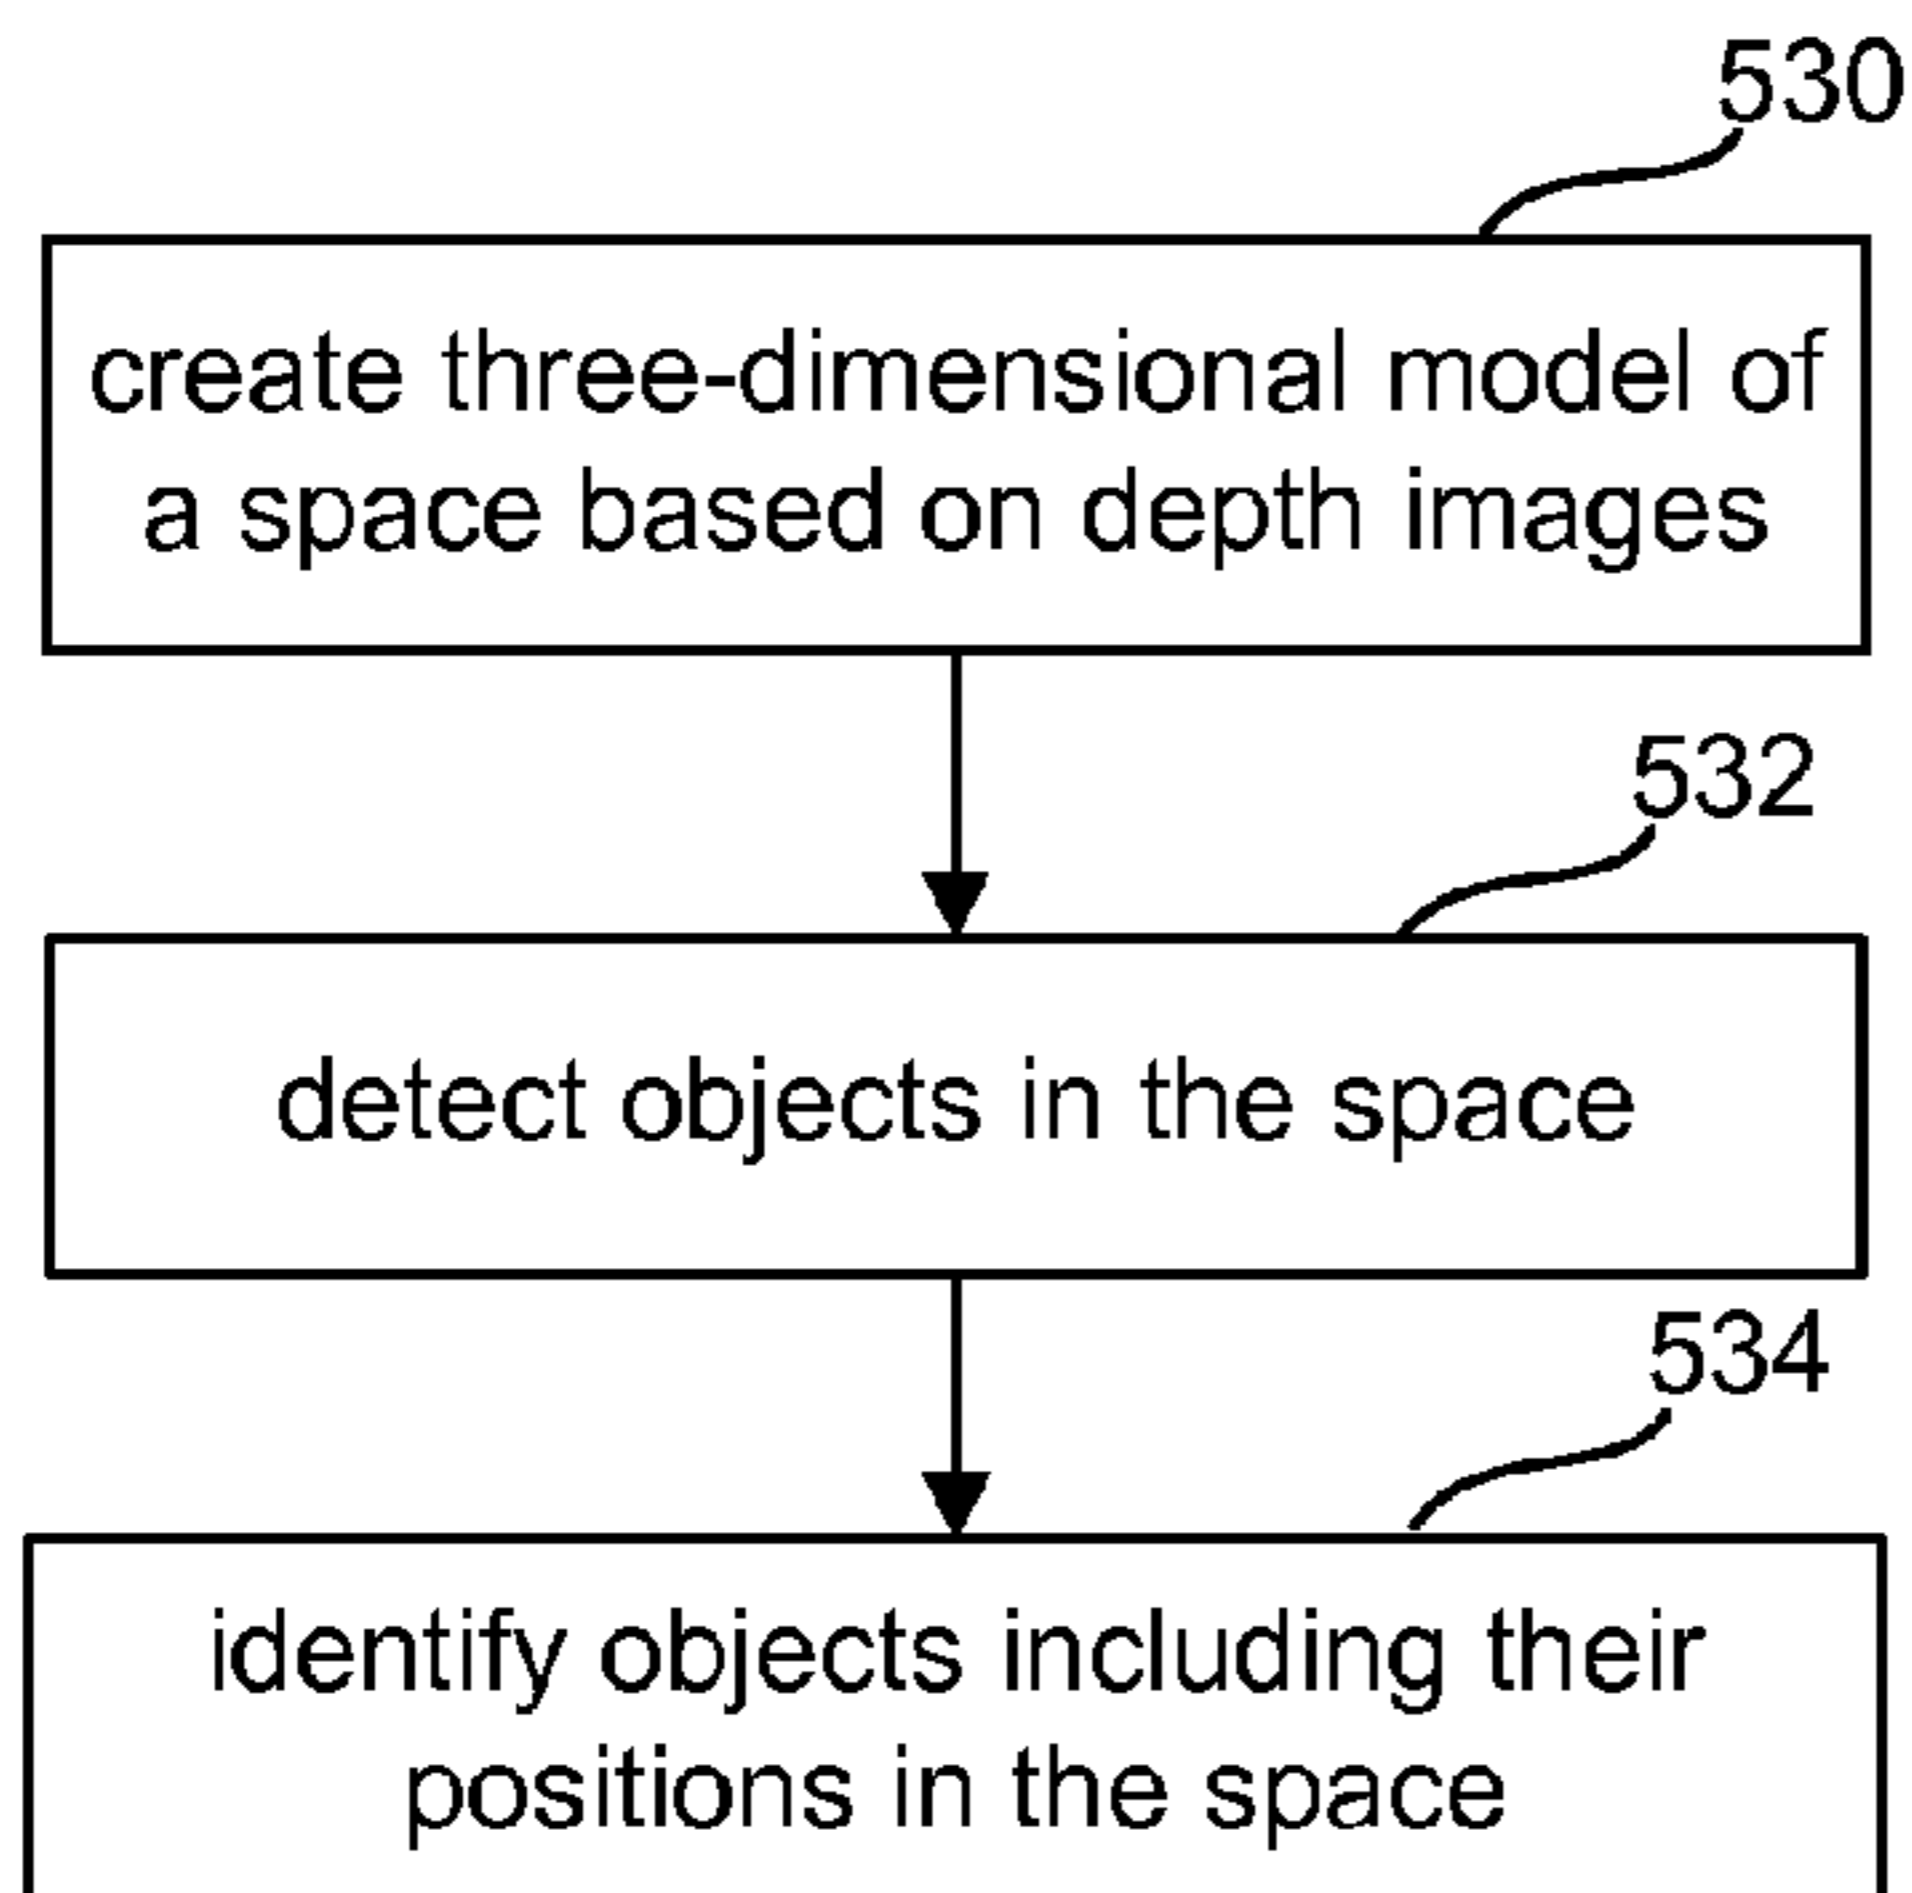 530
create three-dimensional model of
a space based on depth images
532
detect objects in the space
534
identify objects including their
positions in the space